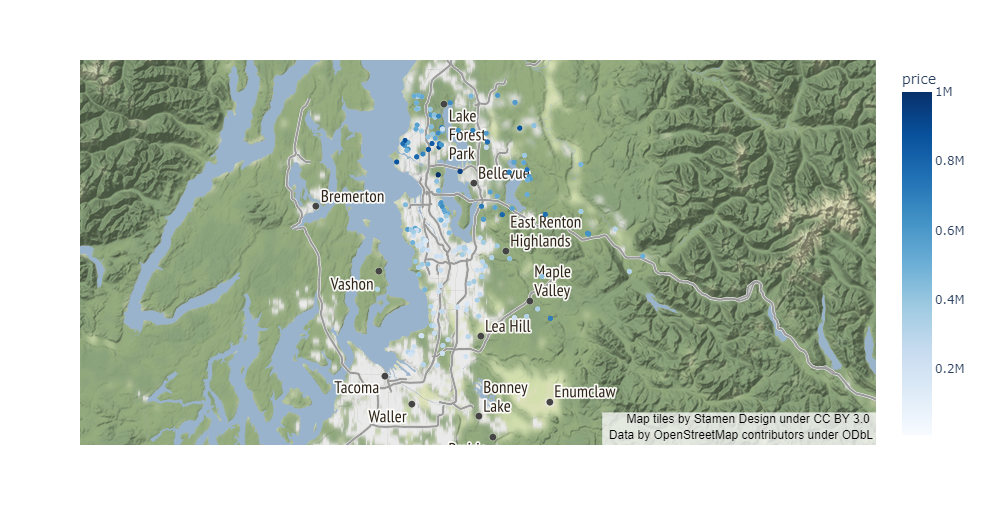 price
1M
0.8M
0.6M
0.4M
0.2M
Lake
Forest
Park
Bellevue
Bremerton
East Renton
Highlands
Vashon
Maple
Valley
Lea Hill
Tacoma
Waller
Bonney
Lake
Enumclaw
Map tiles by Stamen Design under CC BY 3.0
Data by OpenStreetMap contributors under ODbL